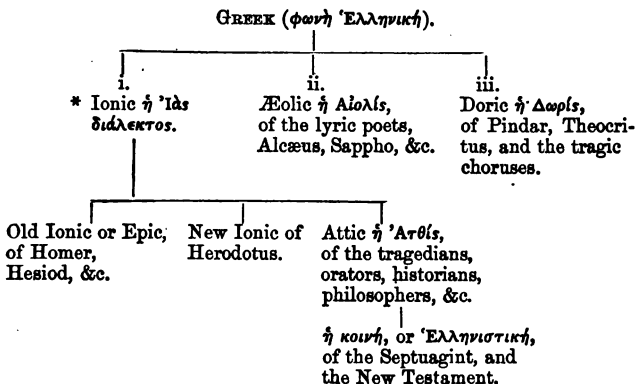 GREEK (φωνὴ Ἑλληνική).
i.
* Ionic ἡ Ἰὰς
διάλεκτος.
ii.
Æolic ἡ Αἰολίς,
of the lyric poets,
Alcæus, Sappho, &c.
iii.
Doric ἡ Δωρίς,
of Pindar, Theocri-
tus, and the tragic
choruses.
Old Ionic or Epic,
of Homer,
Hesiod, &c.
New Ionic of
Herodotus.
Attic ἡ Ἀτθίς,
of the tragedians,
orators, historians,
philosophers, &c.
ἡ κοινή, or Ἑλληνιστική,
of the Septuagint, and
the New Testament.